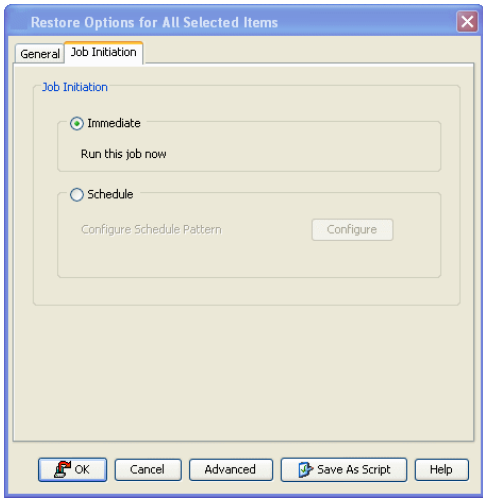 Restore Options for All Selected Items
General Job Initiation
Job Initiation
Immediate
Run this job now
Schedule
Configure Schedule Pattern Configure
OK Cancel Advanced Save As Script Help